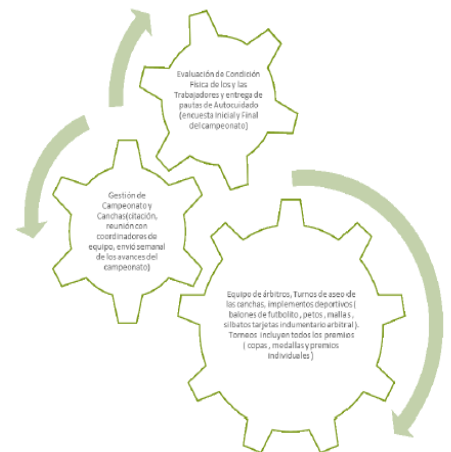 Evaluación de Condición
Física de los y las
Trabajadores y entrega de
pautas de Autocuidado
(encuesta Inicial y Final
del campeonato)
Gestión de
Campeonato y
Canchas(citación,
reunión con
coordinadores de
equipo, envió semanal
de los avances del
campeonato)
Equipo de árbitros, Turnos de aseo de
las canchas, implementos deportivos (
balones de futbolito , petos , mallas ,
silbatos tarjetas indumentario arbitral ).
Torneos incluyen todos los premios
( copas , medallas y premios
individuales )